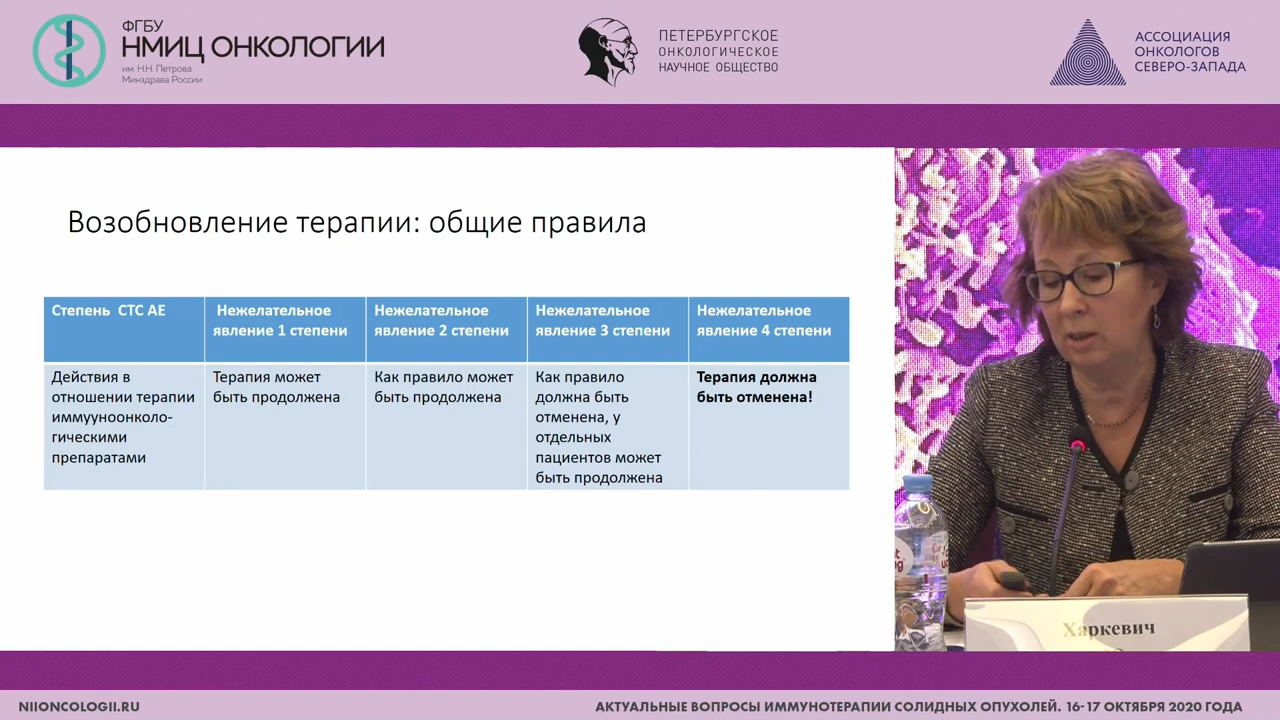 ФГБУ
НМИЦ ОНКОЛОГИИ
им. Н.Н. Петрова
Минздрава России
ПЕТЕРБУРГСКОЕ
ОНКОЛОГИЧЕСКОЕ
НАУЧНОЕ ОБЩЕСТВО
АССОЦИАЦИЯ
ОНКОЛОГОВ
СЕВЕРО-ЗАПАДА
Возобновление терапии: общие правила
Степень СТС АЕ
Нежелательное
явление 1 степени
Нежелательное
явление 2 степени
Нежелательное
явление 3 степени
Нежелательное
явление 4 степени
Действия в
отношении терапии
иммууноонколо-
гическими
препаратами
Терапия может
быть продолжена
Как правило может
быть продолжена
Как правило
должна быть
отменена, у
отдельных
пациентов может
быть продолжена
Терапия должна
быть отменена!
Харкевич
NIIONCOLOGII.RU
АКТУАЛЬНЫЕ ВОПРОСЫ ИММУНОТЕРАПИИ СОЛИДНЫХ ОПУХОЛЕЙ. 16-17 ОКТЯБРЯ 2020 ГОДА